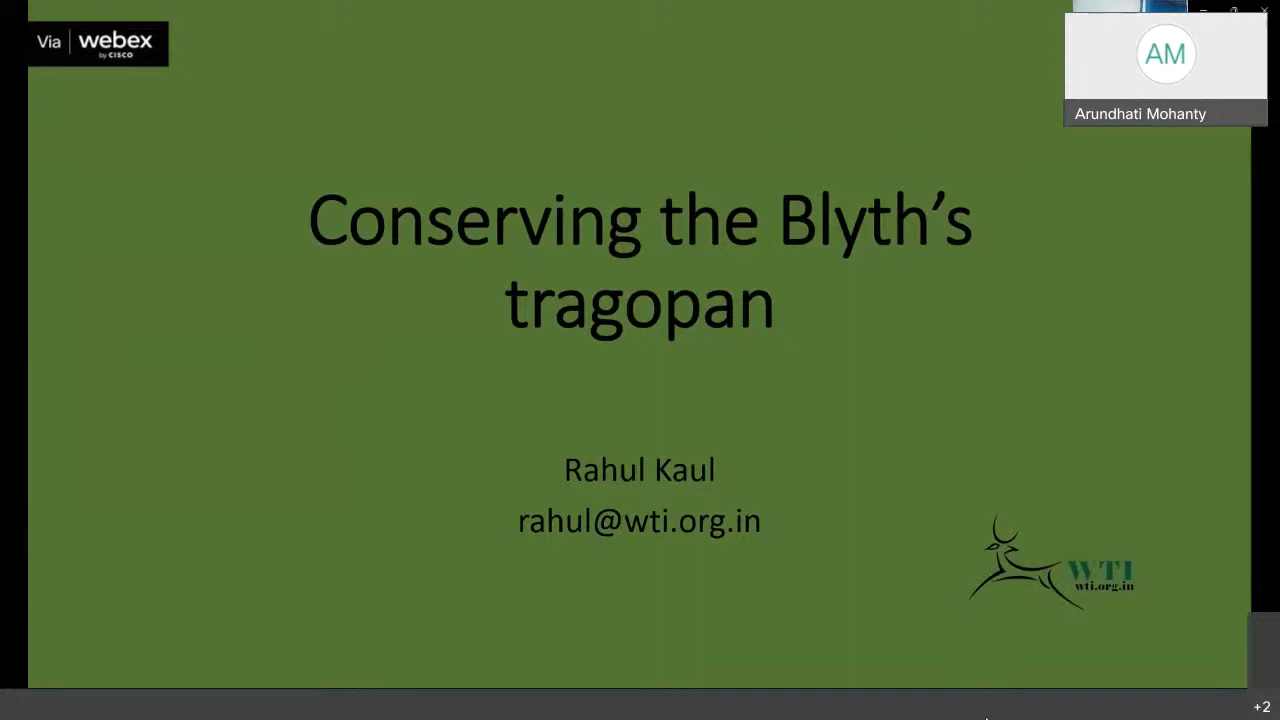 Via webex
by CISCO
AM
Arundhati Mohanty
Conserving the Blyth’s
tragopan
Rahul Kaul
rahul@wti.org.in
WTI
wti.org.in
+2